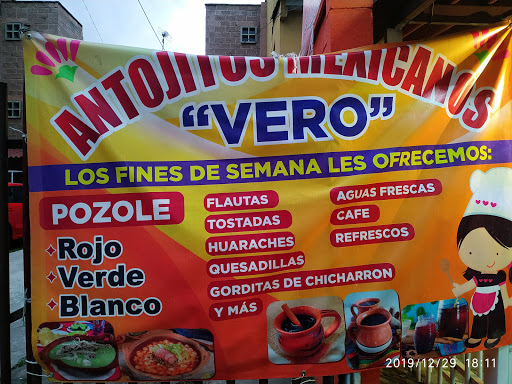 ANTOJITOS MEXICANOS
"VERO"
LOS FINES DE SEMANA LES OFRECEMOS:
POZOLE
Rojo
Verde
Blanco
FLAUTAS
TOSTADAS
HUARACHES
QUESADILLAS
GORDITAS DE CHICHARRON
Y MÁS
AGUAS FRESCAS
CAFE
REFRESCOS
2019/12/29 18:11